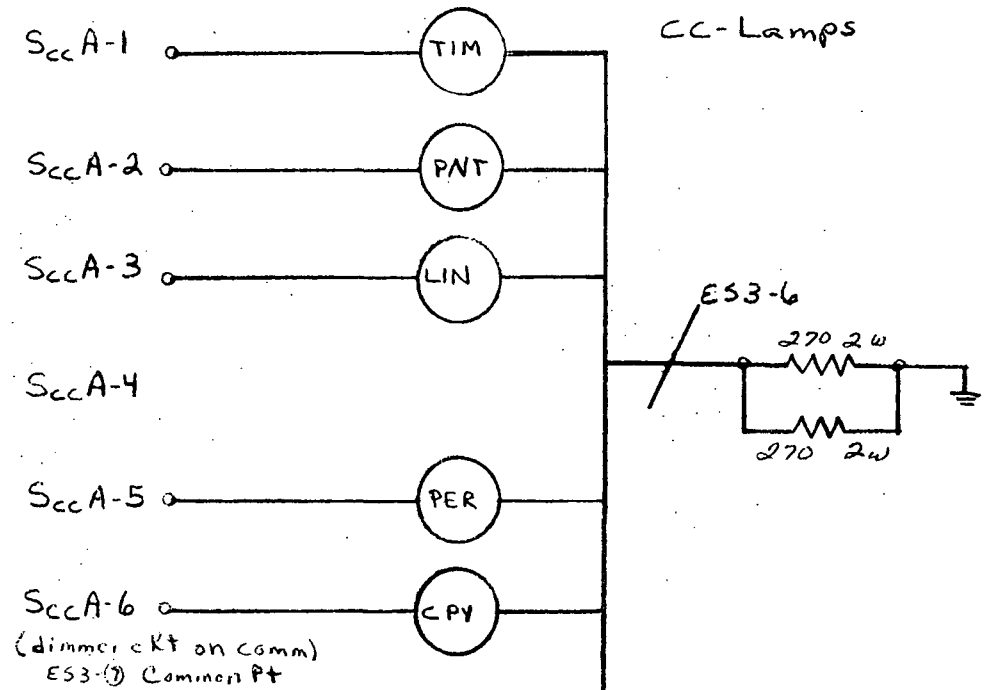 CC-Lamps
SccA-1
TIM
SccA-2
PNT
SccA-3
LIN
ES3-6
270 2w
SccA-4
270 2w
SccA-5
PER
SccA-6
CPY
(dimmer ckt on comm)
ES3-(7) Common Pt